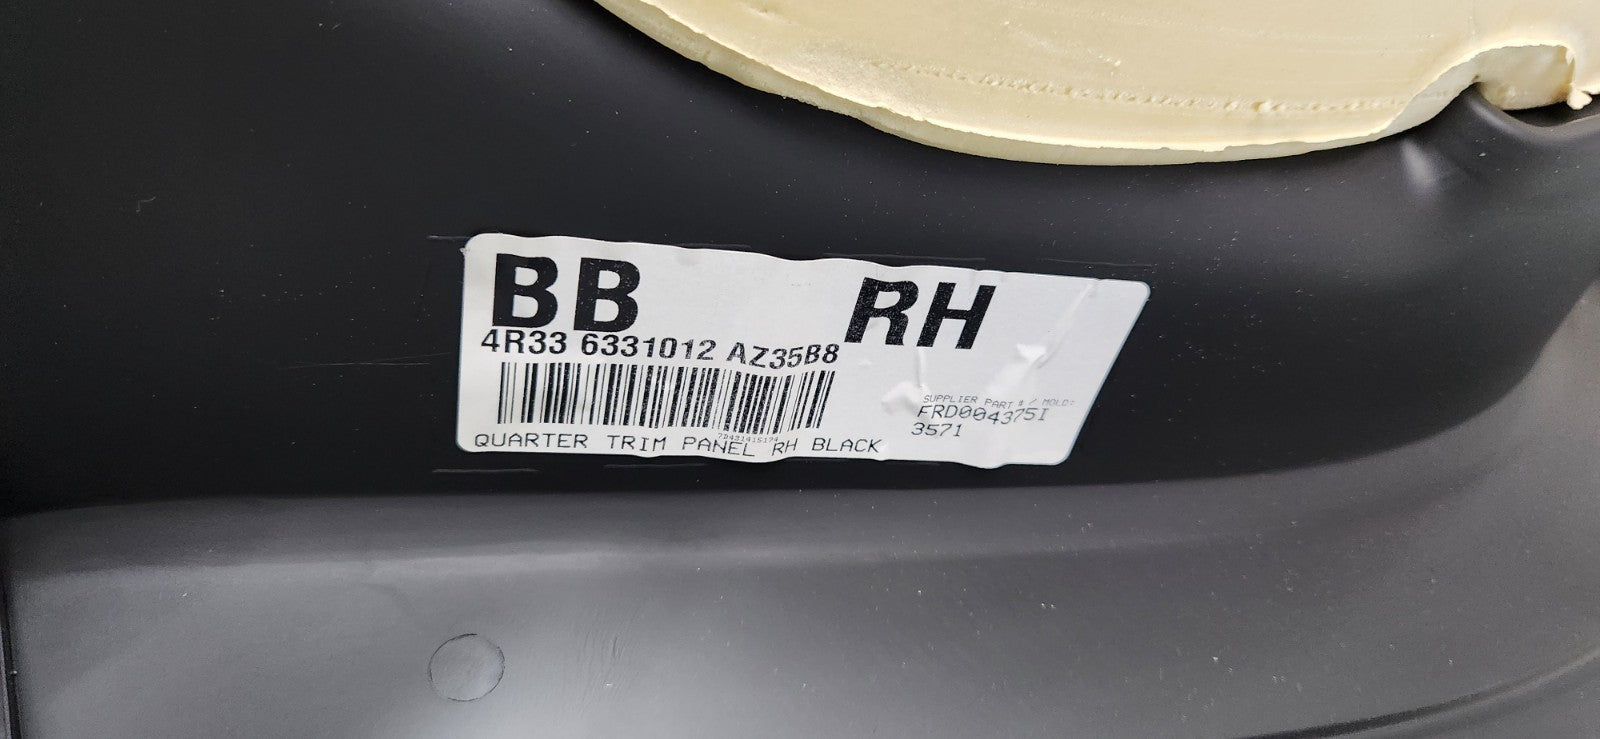 BB RH
4R33 6331012 AZ35B8
SUPPLIER PART # / MOLD:
FRD004375I
3571
QUARTER TRIM PANEL RH BLACK